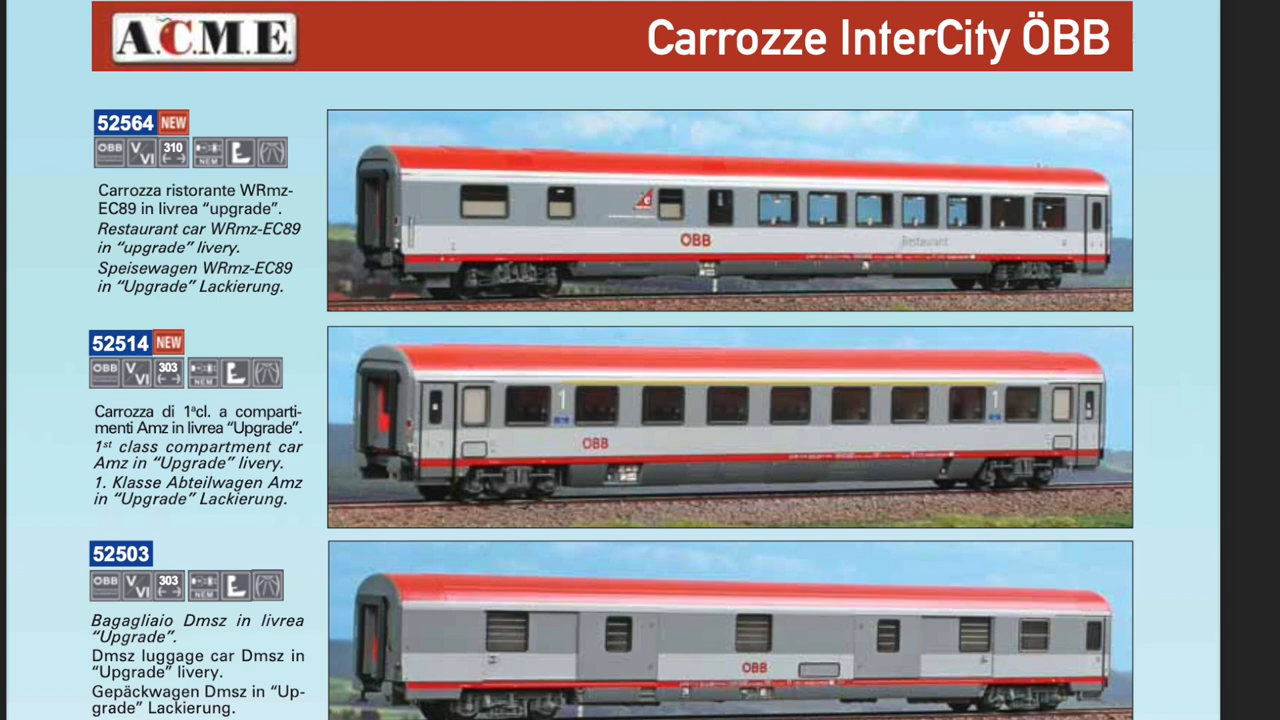 A.C.M.E.
Carrozze InterCity ÖBB
52564 NEW
ÖBB V VI 310 NEM
Carrozza ristorante WRmz-
EC89 in livrea “upgrade”.
Restaurant car WRmz-EC89
in “upgrade” livery.
Speisewagen WRmz-EC89
in “Upgrade” Lackierung.
ÖBB
Restaurant
52514 NEW
ÖBB V VI 303 NEM
Carrozza di 1ªcl. a comparti-
menti Amz in livrea “Upgrade”.
1st class compartment car
Amz in “Upgrade” livery.
1. Klasse Abteilwagen Amz
in “Upgrade” Lackierung.
1 1
ÖBB
52503
ÖBB V VI 303 NEM
Bagagliaio Dmsz in livrea
“Upgrade”.
Dmsz luggage car Dmsz in
“Upgrade” livery.
Gepäckwagen Dmsz in “Up-
grade” Lackierung.
ÖBB